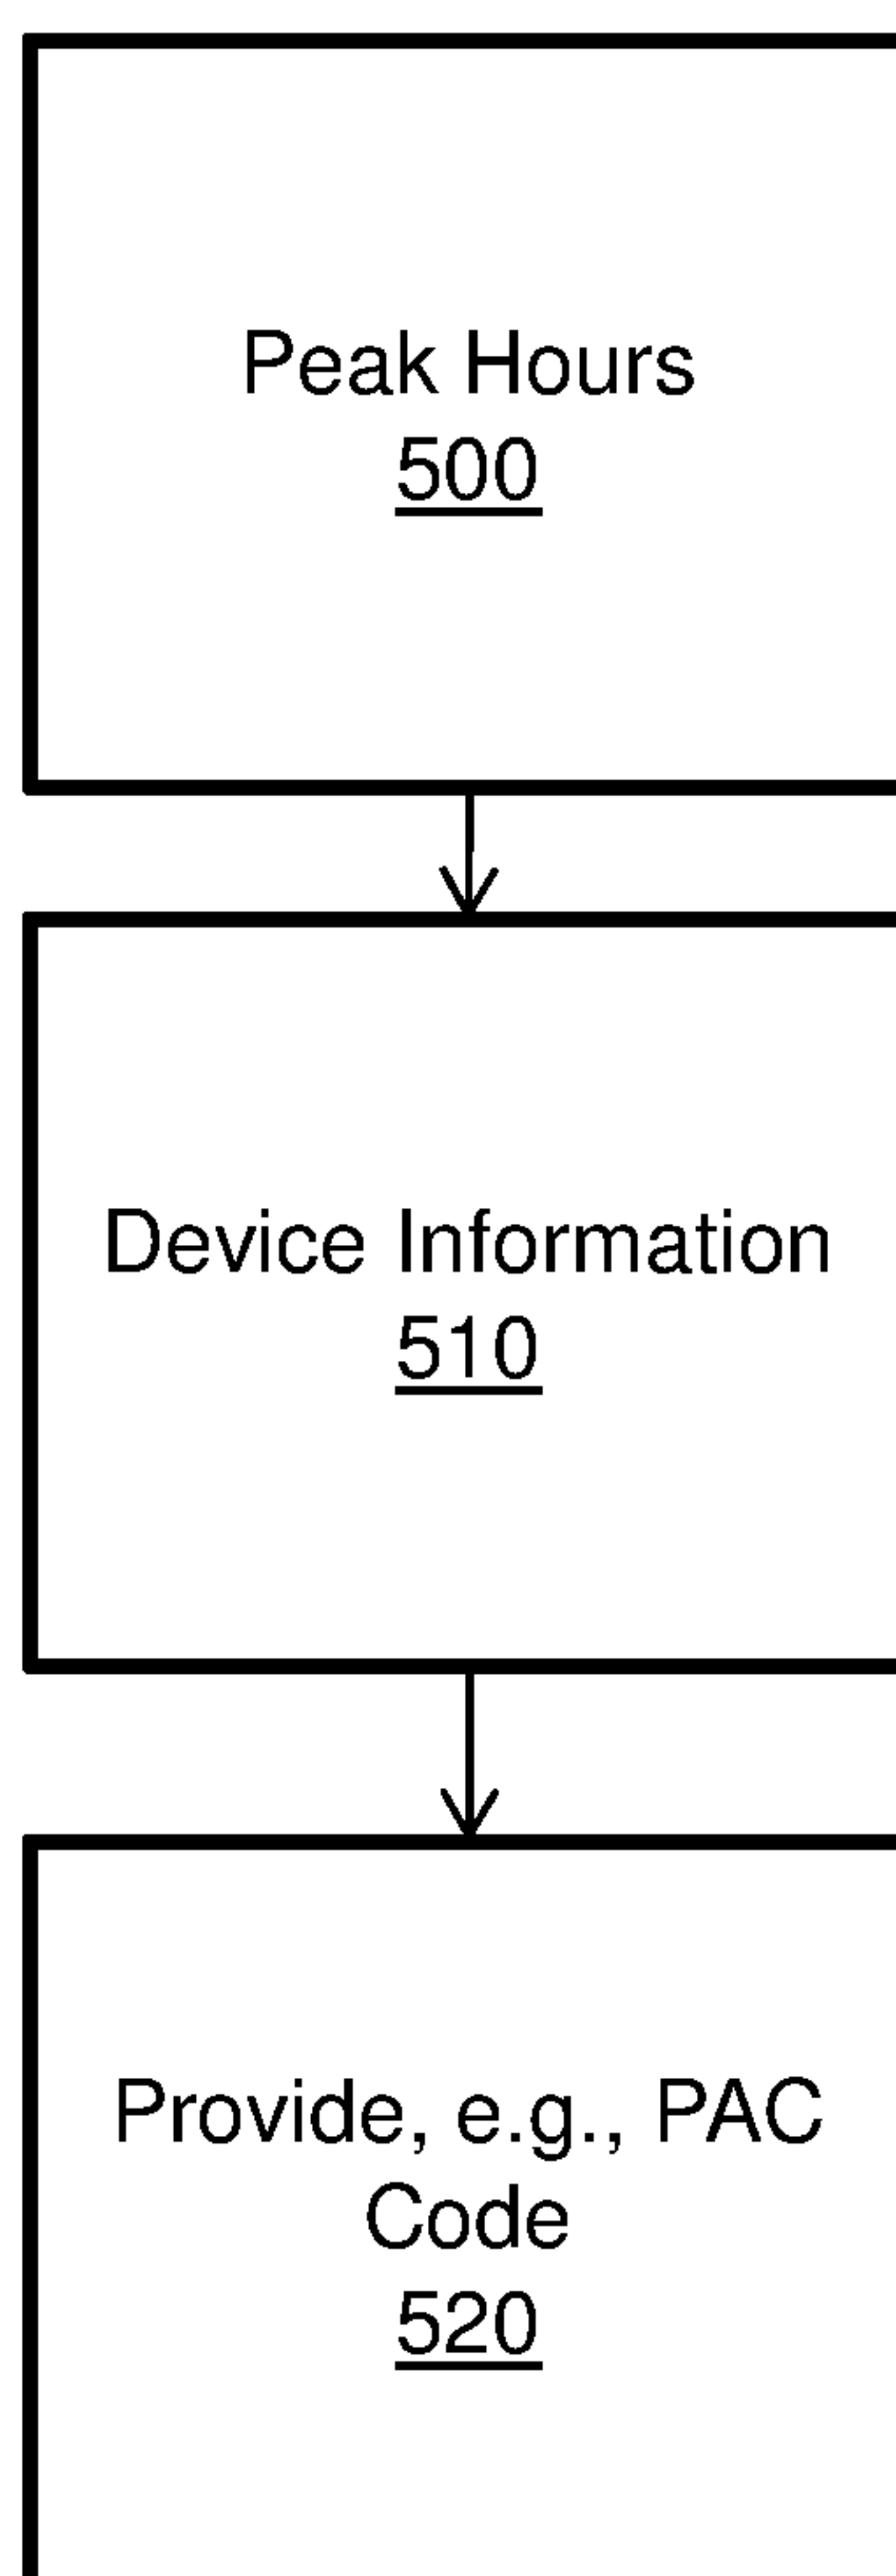 Peak Hours
500
Device Information
510
Provide, e.g., PAC
Code
520